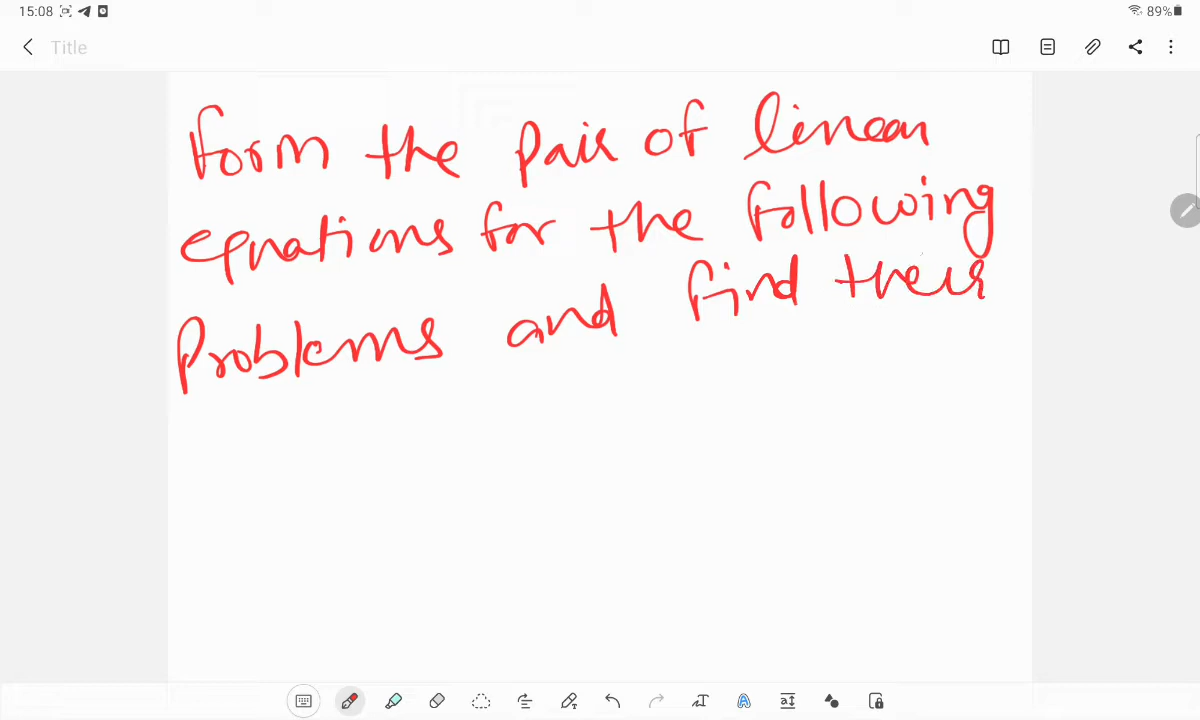 15:08 89%
Title
form the pair of linear
equations for the following
Problems and find their